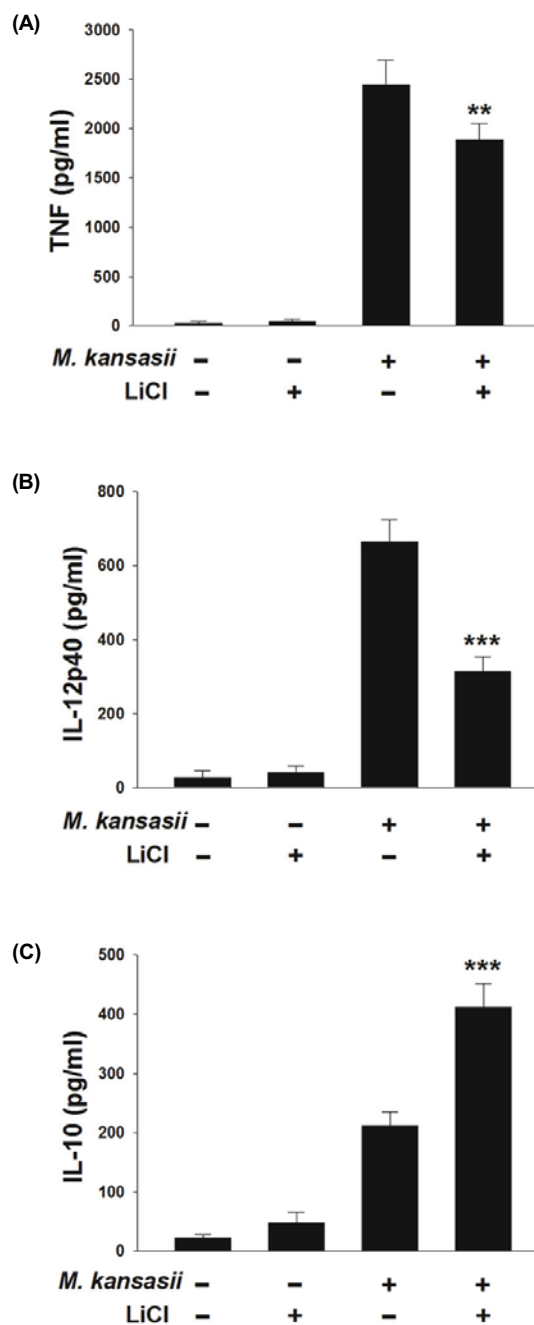 (A)
TNF (pg/ml)
3000
2500
2000
1500
1000
500
0
**
M. kansasii – – + +
LiCl – + – +
(B)
IL-12p40 (pg/ml)
800
600
400
200
0
***
M. kansasii – – + +
LiCl – + – +
(C)
IL-10 (pg/ml)
500
400
300
200
100
0
***
M. kansasii – – + +
LiCl – + – +